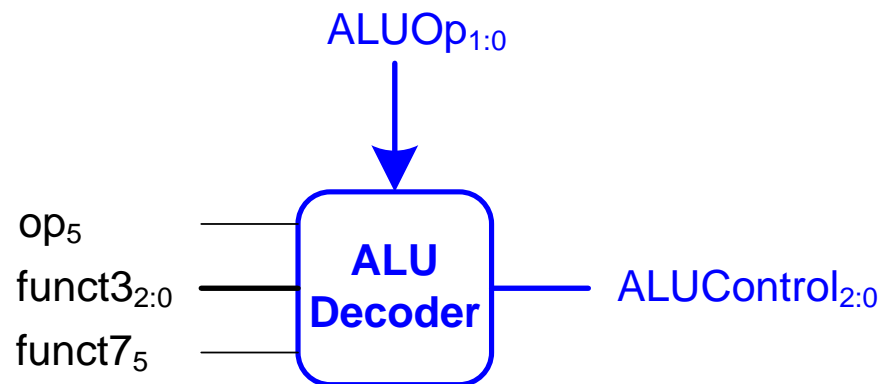 ALUOp1:0
op5
funct32:0
funct75
ALU
Decoder
ALUControl2:0